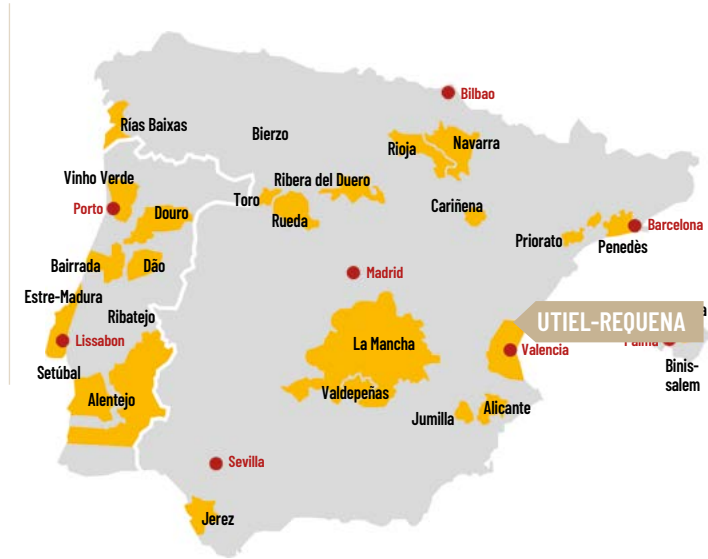 Bilbao
Rías Baixas
Bierzo
Rioja
Navarra
Vinho Verde
Ribera del Duero
Toro
Porto
Douro
Rueda
Cariñena
Barcelona
Priorato
Penedès
Bairrada
Dão
Madrid
Estre-Madura
Ribatejo
UTIEL-REQUENA
Lissabon
La Mancha
Valencia
Binis-
salem
Setúbal
Valdepeñas
Alentejo
Jumilla
Alicante
Sevilla
Jerez